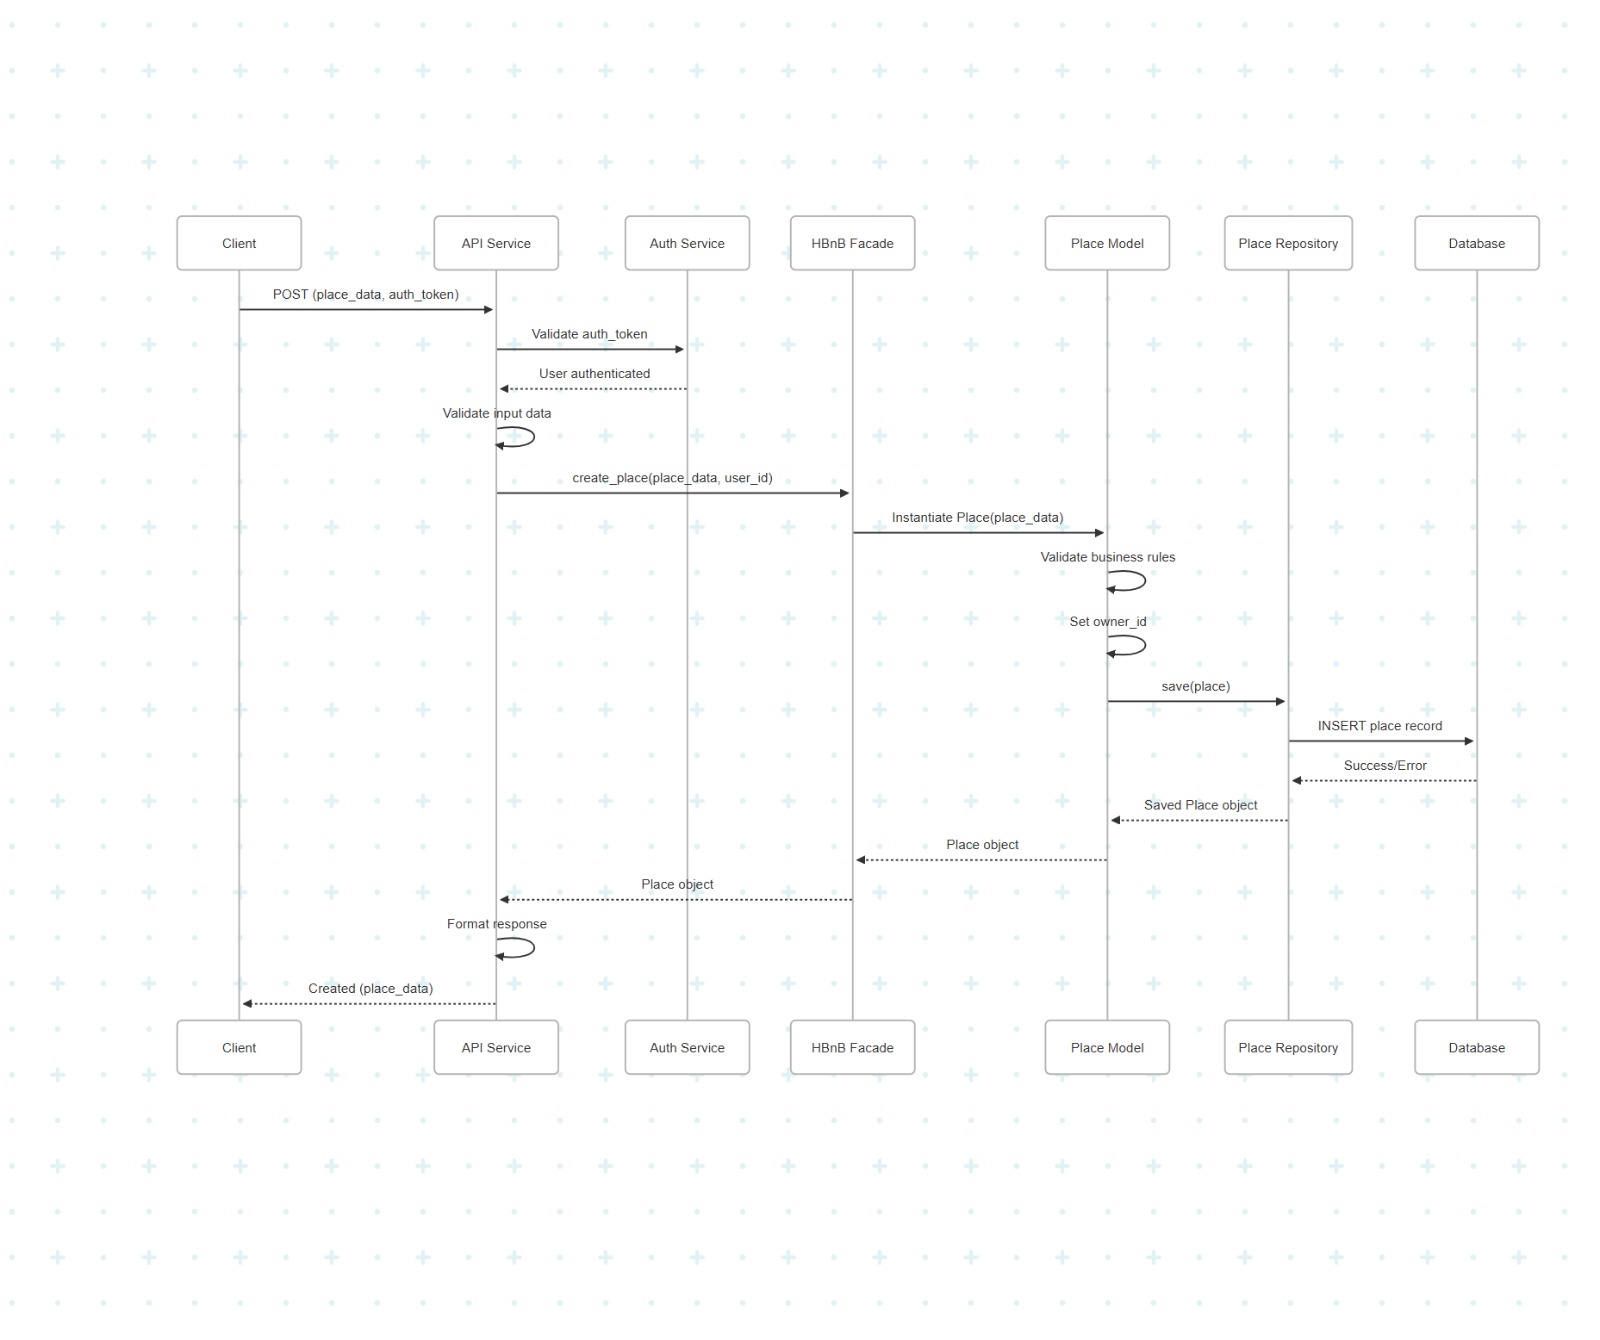 Client
API Service
Auth Service
HBnB Facade
Place Model
Place Repository
Database
POST (place_data, auth_token)
Validate auth_token
User authenticated
Validate input data
create_place(place_data, user_id)
Instantiate Place(place_data)
Validate business rules
Set owner_id
save(place)
INSERT place record
Success/Error
Saved Place object
Place object
Place object
Format response
Created (place_data)
Client
API Service
Auth Service
HBnB Facade
Place Model
Place Repository
Database